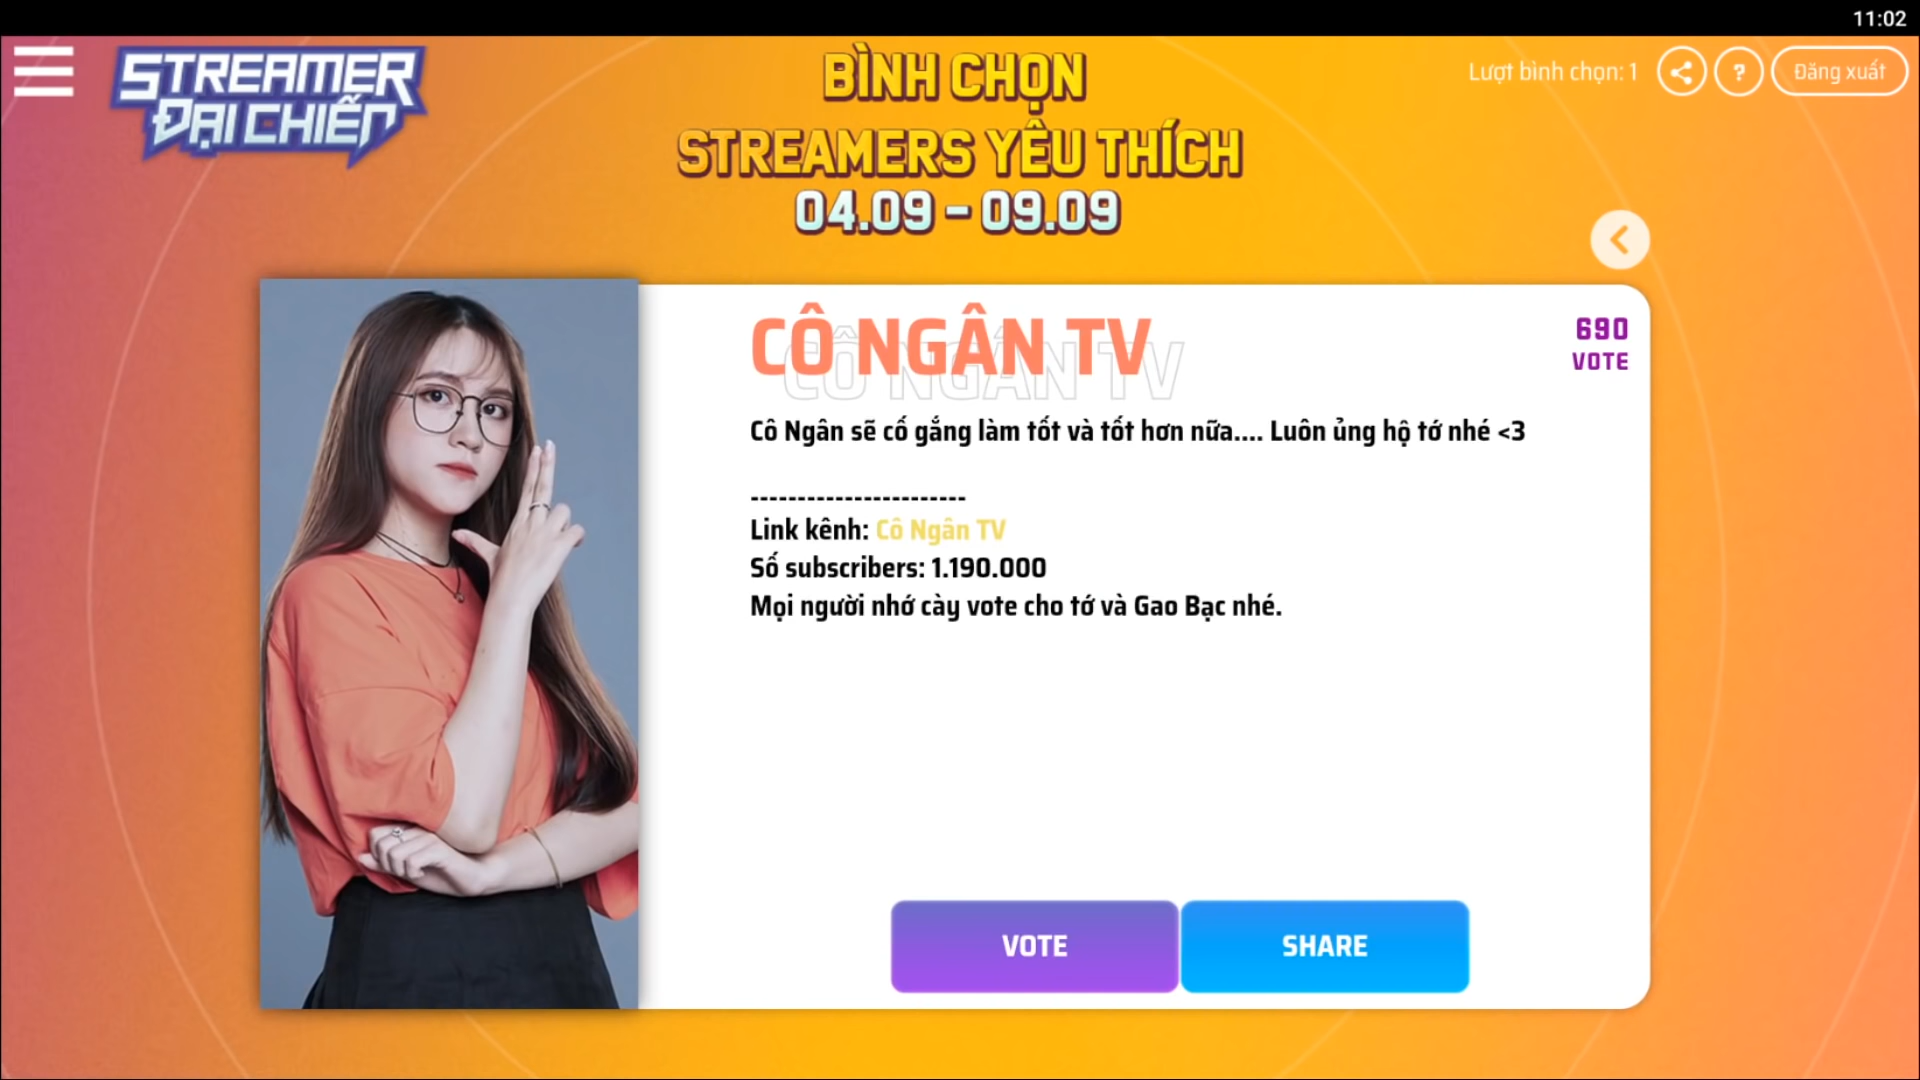 11:02
STREAMER
ĐẠI CHIẾN
BÌNH CHỌN
STREAMERS YÊU THÍCH
04.09 - 09.09
Lượt bình chọn: 1
?
Đăng xuất
CÔ NGÂN TV
CÔ NGÂN TV
690
VOTE
Cô Ngân sẽ cố gắng làm tốt và tốt hơn nữa.... Luôn ủng hộ tớ nhé <3
-----------------------
Link kênh: Cô Ngân TV
Số subscribers: 1.190.000
Mọi người nhớ cày vote cho tớ và Gao Bạc nhé.
VOTE
SHARE